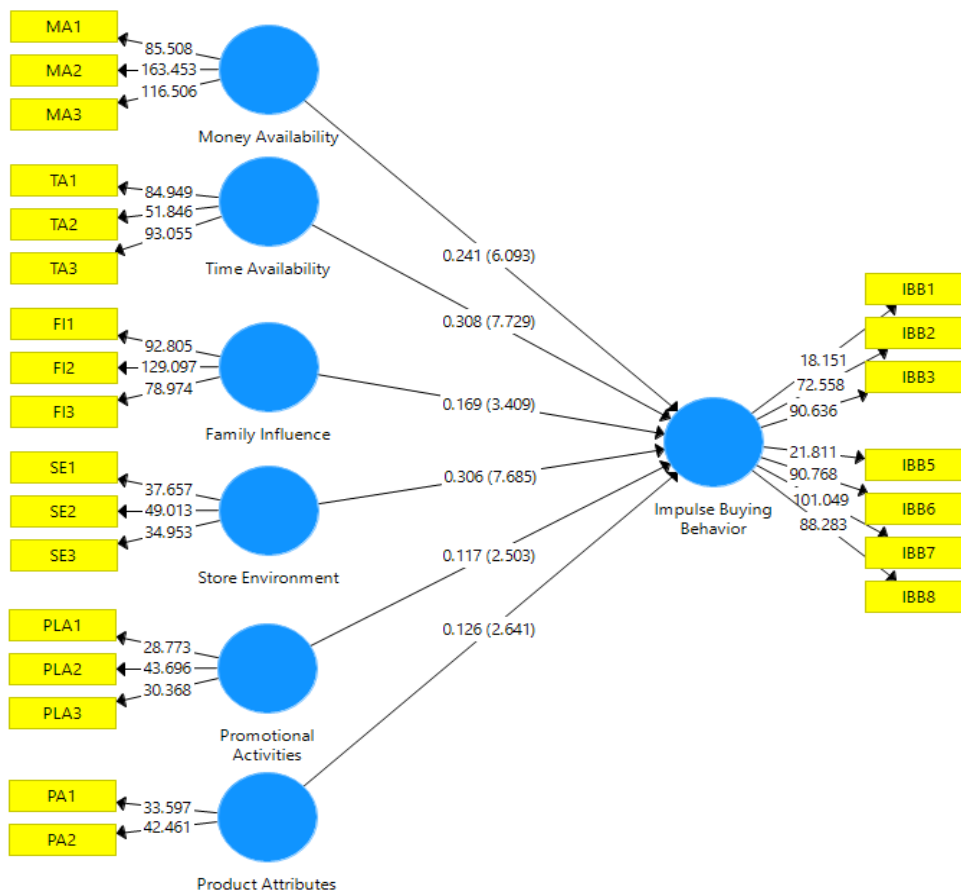 MA1
85.508
MA2
163.453
MA3
116.506
Money Availability
TA1
84.949
TA2
51.846
TA3
93.055
Time Availability
FI1
92.805
FI2
129.097
FI3
78.974
Family Influence
SE1
37.657
SE2
49.013
SE3
34.953
Store Environment
PLA1
28.773
PLA2
43.696
PLA3
30.368
Promotional
Activities
PA1
33.597
PA2
42.461
Product Attributes
0.241 (6.093)
0.308 (7.729)
0.169 (3.409)
0.306 (7.685)
0.117 (2.503)
0.126 (2.641)
Impulse Buying
Behavior
18.151
72.558
90.636
21.811
90.768
101.049
88.283
IBB1
IBB2
IBB3
IBB5
IBB6
IBB7
IBB8